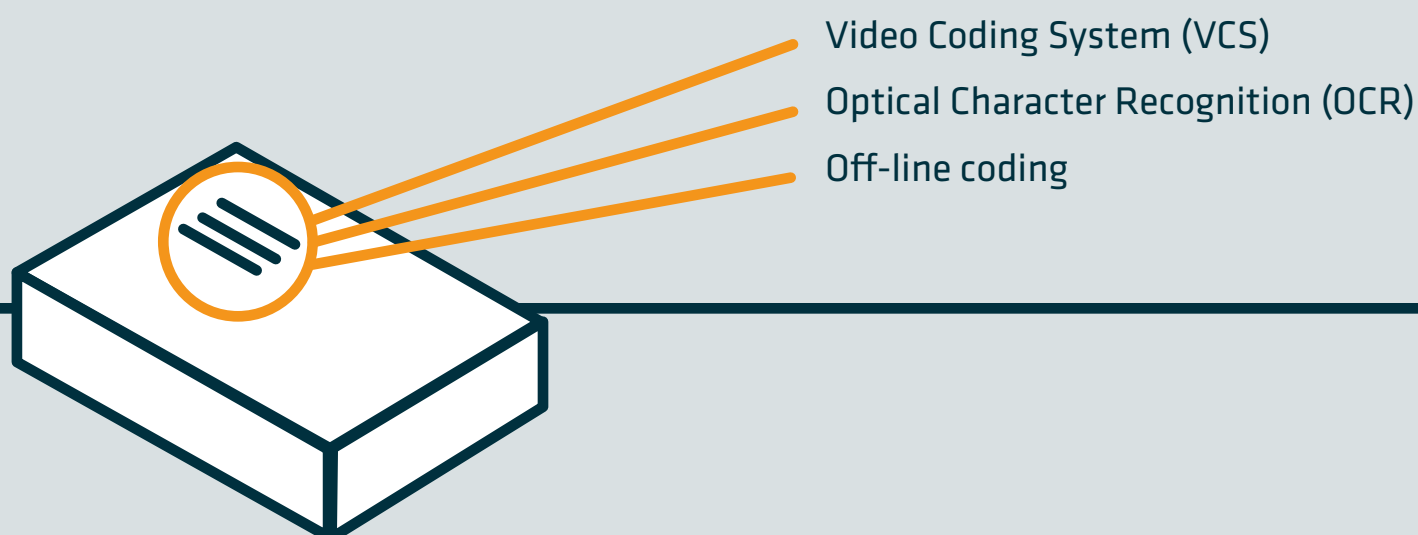 Video Coding System (VCS)
Optical Character Recognition (OCR)
Off-line coding